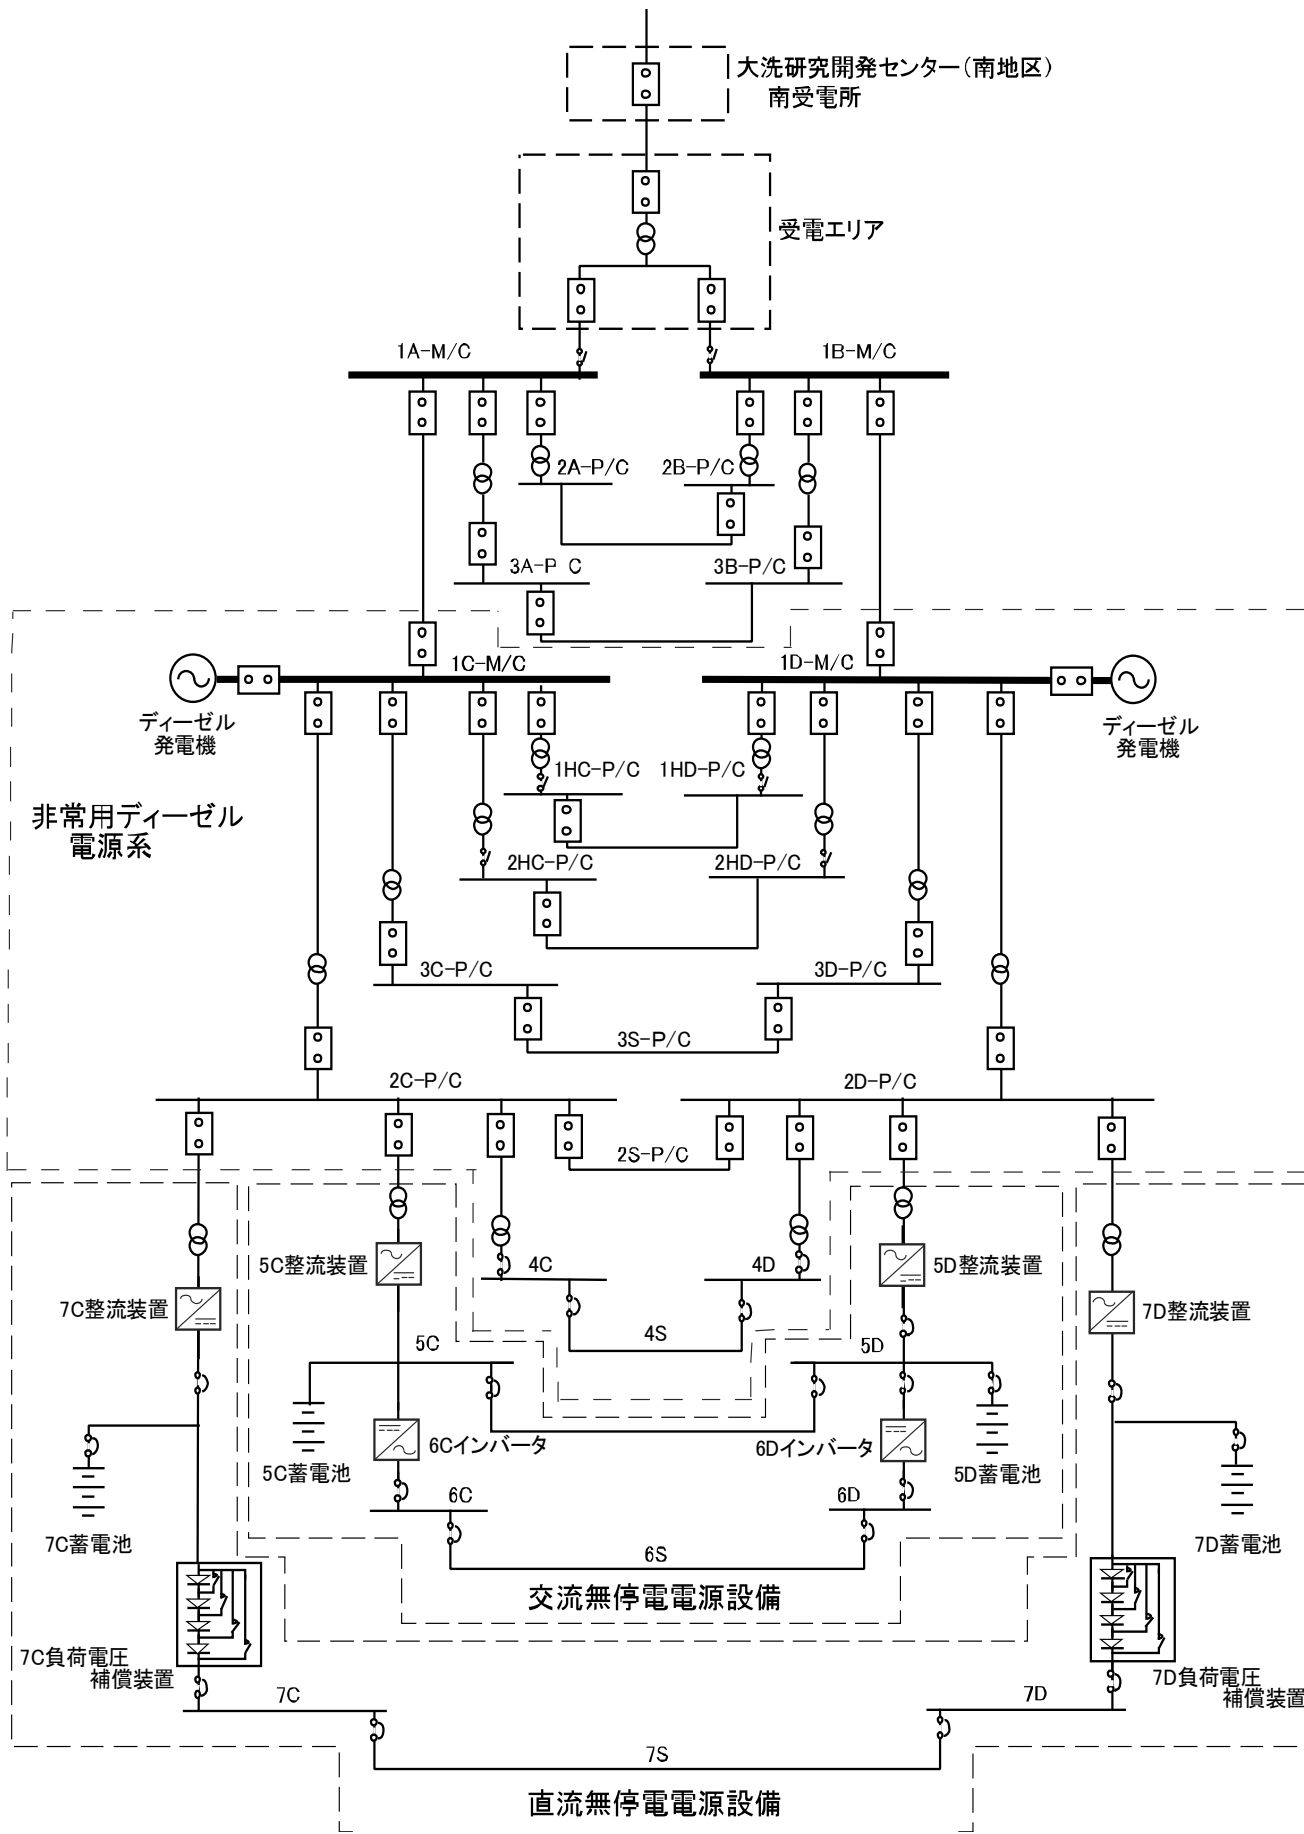 大洗研究開発センター(南地区)
南受電所
受電エリア
1A-M/C
1B-M/C
2A-P/C
2B-P/C
3A-P C
3B-P/C
1C-M/C
1D-M/C
ディーゼル
発電機
ディーゼル
発電機
1HC-P/C
1HD-P/C
非常用ディーゼル
電源系
2HC-P/C
2HD-P/C
3C-P/C
3D-P/C
3S-P/C
2C-P/C
2D-P/C
2S-P/C
5C整流装置
4C
4D
5D整流装置
7C整流装置
7D整流装置
4S
5C
5D
6Cインバータ
6Dインバータ
5C蓄電池
5D蓄電池
6C
6D
7C蓄電池
7D蓄電池
6S
交流無停電電源設備
7C負荷電圧
補償装置
7D負荷電圧
補償装置
7C
7D
7S
直流無停電電源設備